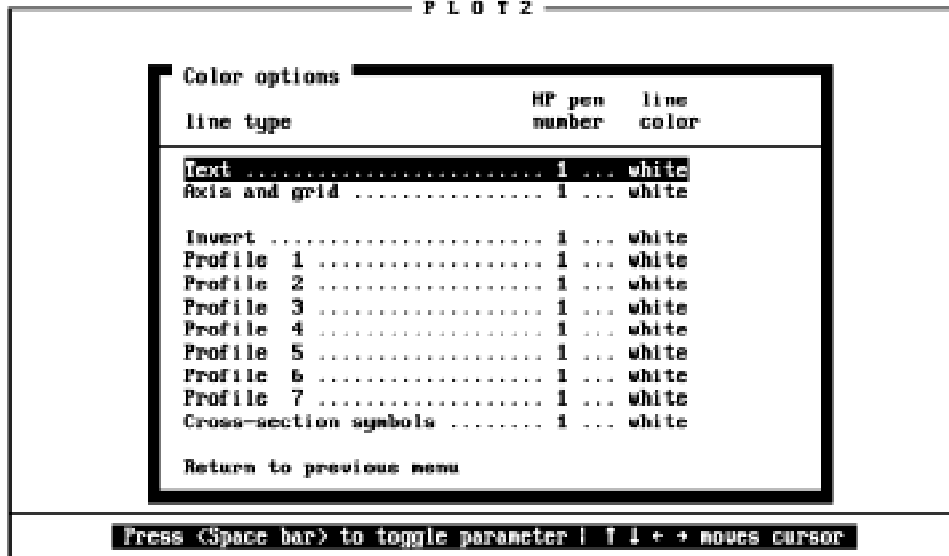 P L O T 2
Color options
HP pen line
line type number color
Text ......................... 1 ... white
Axis and grid ................ 1 ... white
Invert ....................... 1 ... white
Profile 1 ................... 1 ... white
Profile 2 ................... 1 ... white
Profile 3 ................... 1 ... white
Profile 4 ................... 1 ... white
Profile 5 ................... 1 ... white
Profile 6 ................... 1 ... white
Profile 7 ................... 1 ... white
Cross-section symbols ........ 1 ... white
Return to previous menu
Press <Space bar> to toggle parameter | ↑ ↓ ← → moves cursor